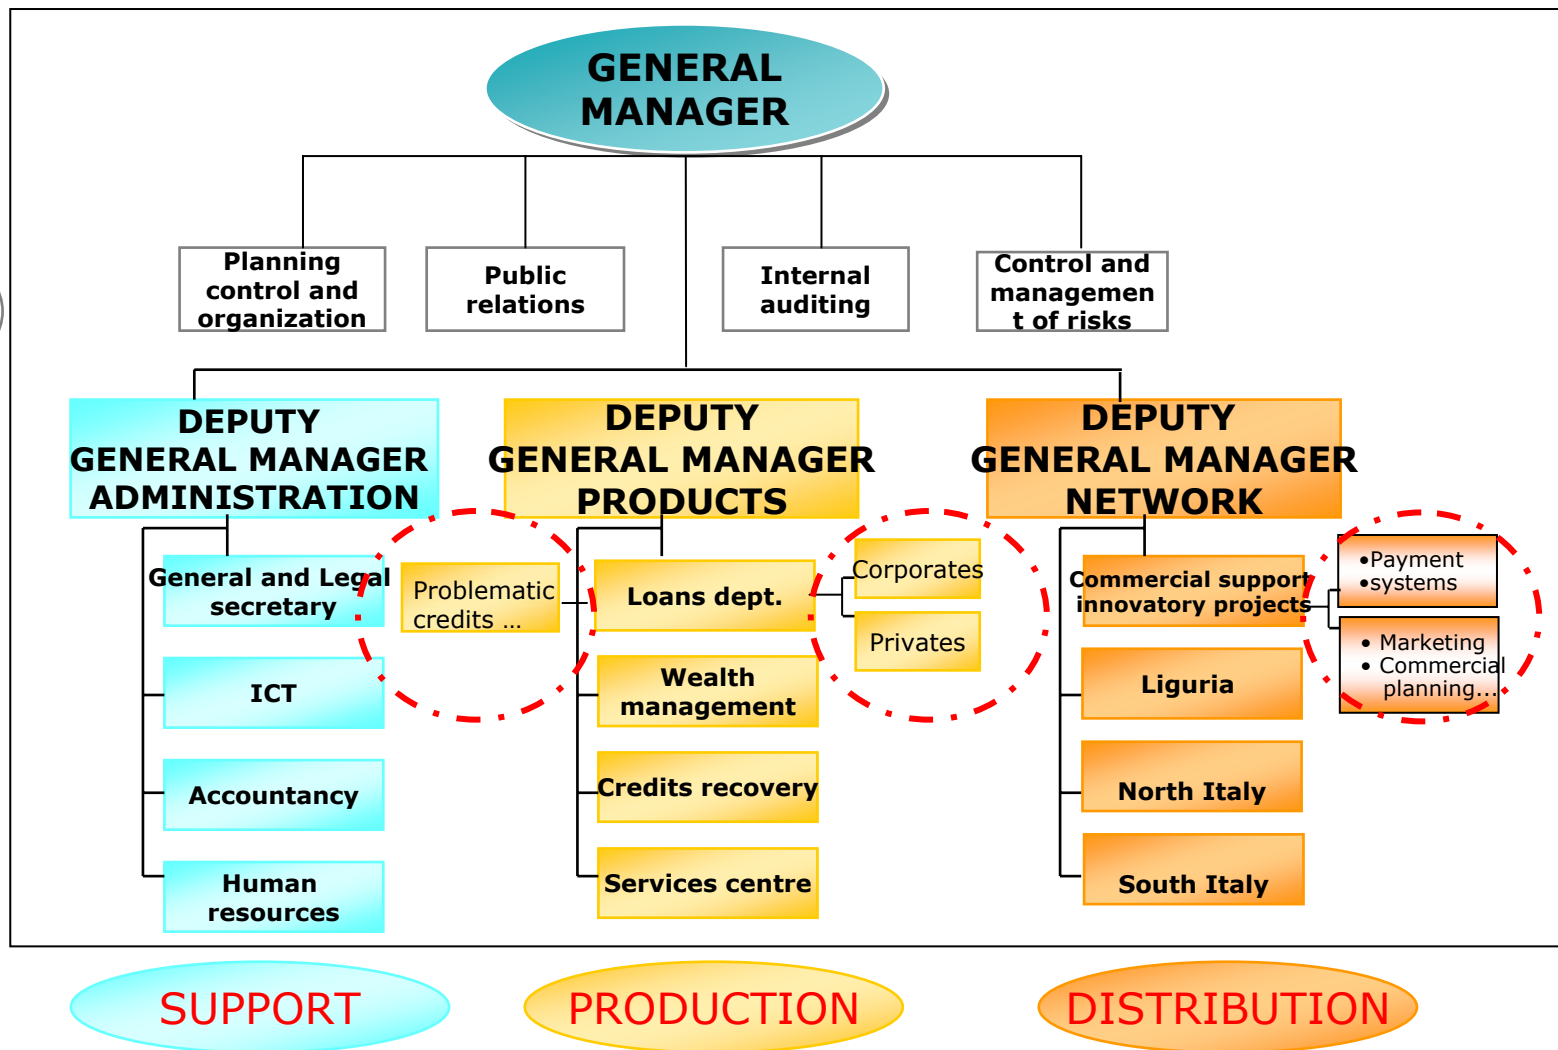 GENERAL
MANAGER
Planning
control and
organization
Public
relations
Internal
auditing
Control and
managemen
t of risks
DEPUTY
GENERAL MANAGER
ADMINISTRATION
DEPUTY
GENERAL MANAGER
PRODUCTS
DEPUTY
GENERAL MANAGER
NETWORK
General and Legal
secretary
ICT
Accountancy
Human
resources
Problematic
credits ...
Loans dept.
Corporates
Privates
Wealth
management
Credits recovery
Services centre
Commercial support
innovatory projects
•Payment
•systems
• Marketing
• Commercial
planning...
Liguria
North Italy
South Italy
SUPPORT
PRODUCTION
DISTRIBUTION